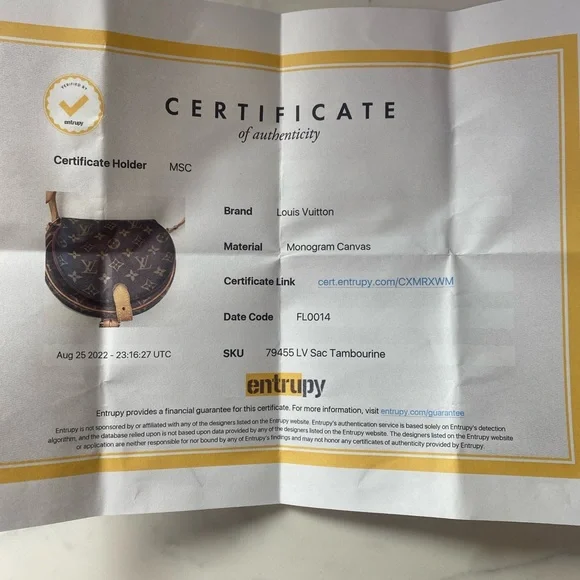 VERIFIED BY
entrupy
CERTIFICATE
of authenticity
Certificate Holder MSC
Brand Louis Vuitton
Material Monogram Canvas
Certificate Link cert.entrupy.com/CXMRXWM
Date Code FL0014
Aug 25 2022 - 23:16:27 UTC
SKU 79455 LV Sac Tambourine
entrupy
Entrupy provides a financial guarantee for this certificate. For more information, visit entrupy.com/guarantee
Entrupy is not sponsored by or affiliated with any of the designers listed on the Entrupy website. Entrupy's authentication service is based solely on Entrupy's detection
algorithm, and the database relied upon is not based upon data provided by any of the designers listed on the Entrupy website. The designers listed on the Entrupy website
or application are neither responsible for nor bound by any of Entrupy's findings and may not honor any certificates of authenticity provided by Entrupy.